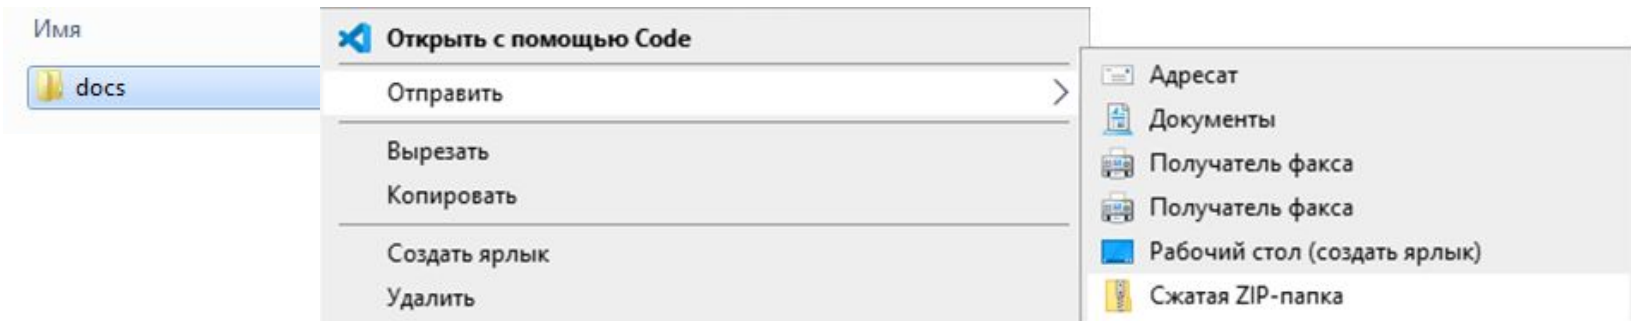 Имя
docs
Открыть с помощью Code
Отправить
Вырезать
Копировать
Создать ярлык
Удалить
Адресат
Документы
Получатель факса
Получатель факса
Рабочий стол (создать ярлык)
Сжатая ZIP-папка